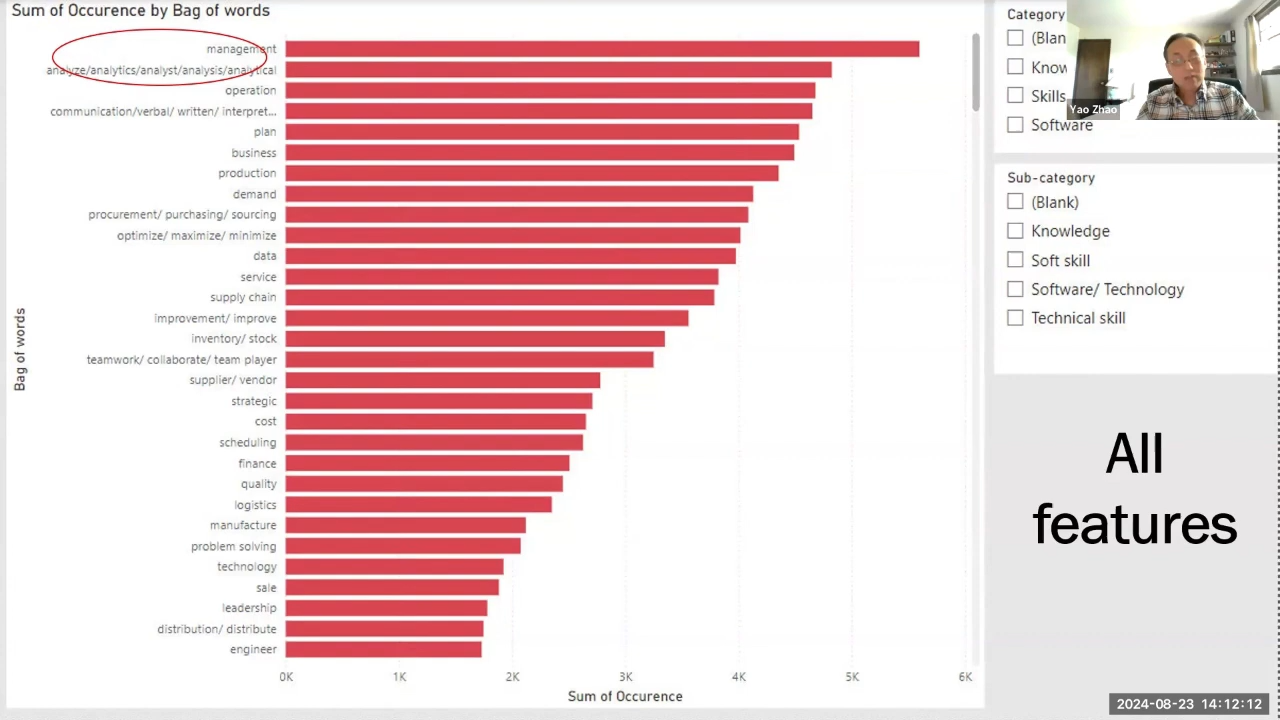 Sum of Occurence by Bag of words
management
analyze/analytics/analyst/analysis/analytical
operation
communication/verbal/ written/ interpret...
plan
business
production
demand
procurement/ purchasing/ sourcing
optimize/ maximize/ minimize
data
service
supply chain
improvement/ improve
inventory/ stock
teamwork/ collaborate/ team player
supplier/ vendor
strategic
cost
scheduling
finance
quality
logistics
manufacture
problem solving
technology
sale
leadership
distribution/ distribute
engineer
Bag of words
0K 1K 2K 3K 4K 5K 6K
Sum of Occurence
Category
(Blan
Know
Skills
Software
Yao Zhao
Sub-category
(Blank)
Knowledge
Soft skill
Software/ Technology
Technical skill
All
features
2024-08-23 14:12:12